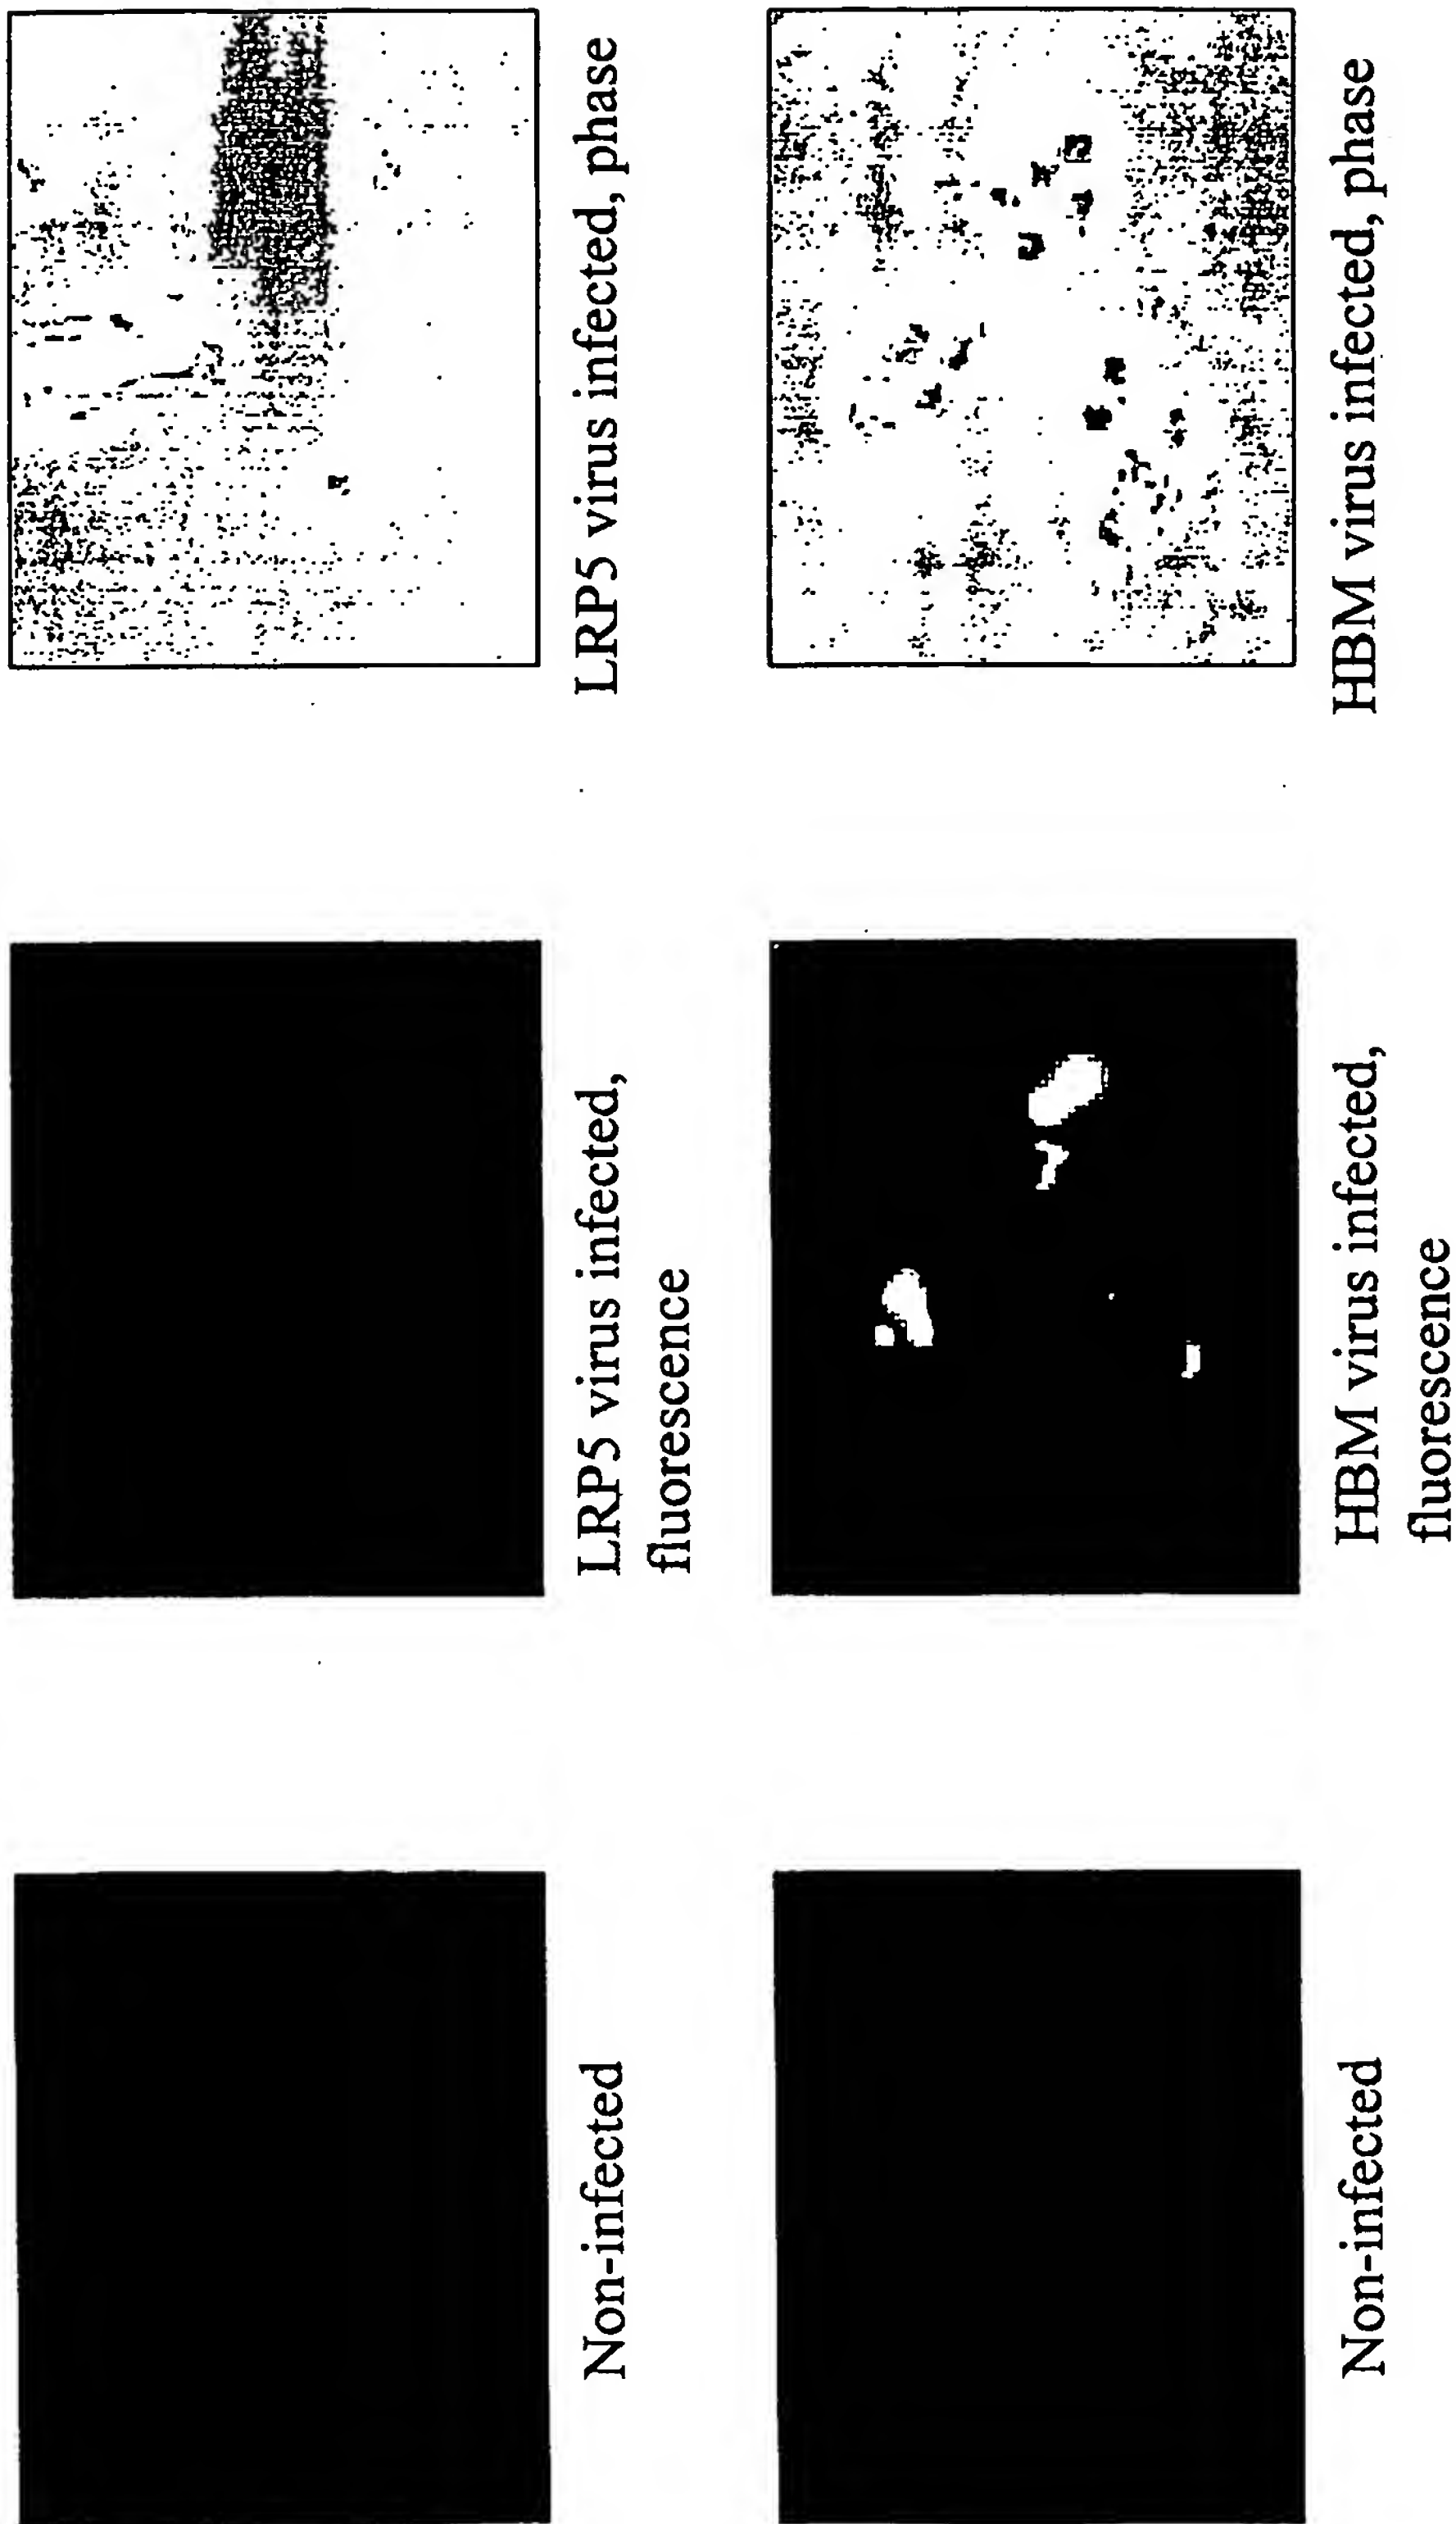 Non-infected
LRP5 virus infected,
fluorescence
LRP5 virus infected, phase
Non-infected
HBM virus infected,
fluorescence
HBM virus infected, phase